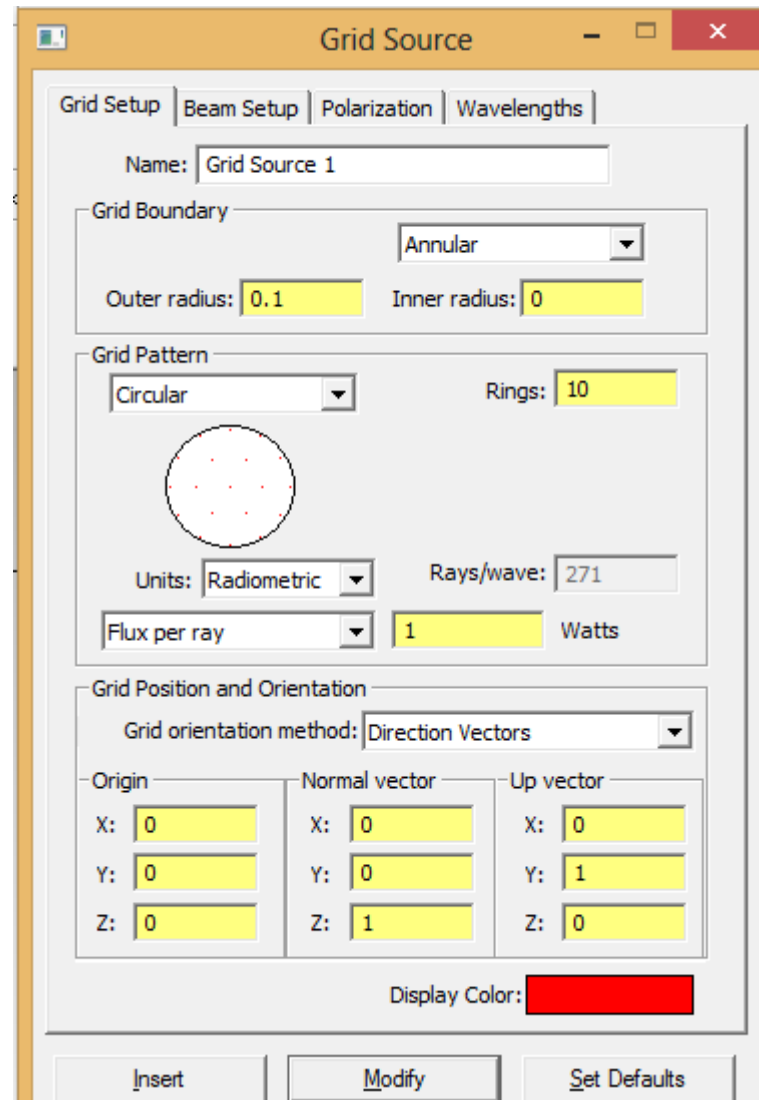 Grid Source
Grid Setup Beam Setup Polarization Wavelengths
Name: Grid Source 1
Grid Boundary
Annular
Outer radius: 0.1 Inner radius: 0
Grid Pattern
Circular Rings: 10
Units: Radiometric Rays/wave: 271
Flux per ray 1 Watts
Grid Position and Orientation
Grid orientation method: Direction Vectors
Origin Normal vector Up vector
X: 0 X: 0 X: 0
Y: 0 Y: 0 Y: 1
Z: 0 Z: 1 Z: 0
Display Color:
Insert Modify Set Defaults